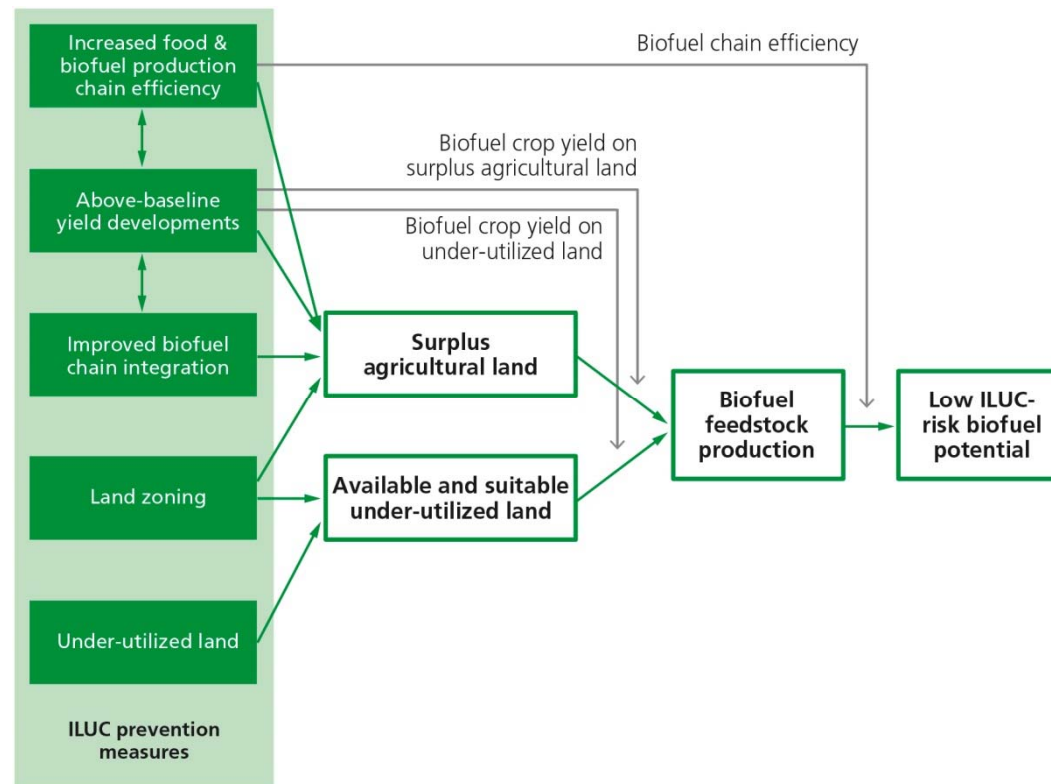 Increased food &
biofuel production
chain efficiency
Biofuel chain efficiency
Above-baseline
yield developments
Biofuel crop yield on
surplus agricultural land
Biofuel crop yield on
under-utilized land
Improved biofuel
chain integration
Surplus
agricultural land
Biofuel
feedstock
production
Low ILUC-
risk biofuel
potential
Land zoning
Available and suitable
under-utilized land
Under-utilized land
ILUC prevention
measures